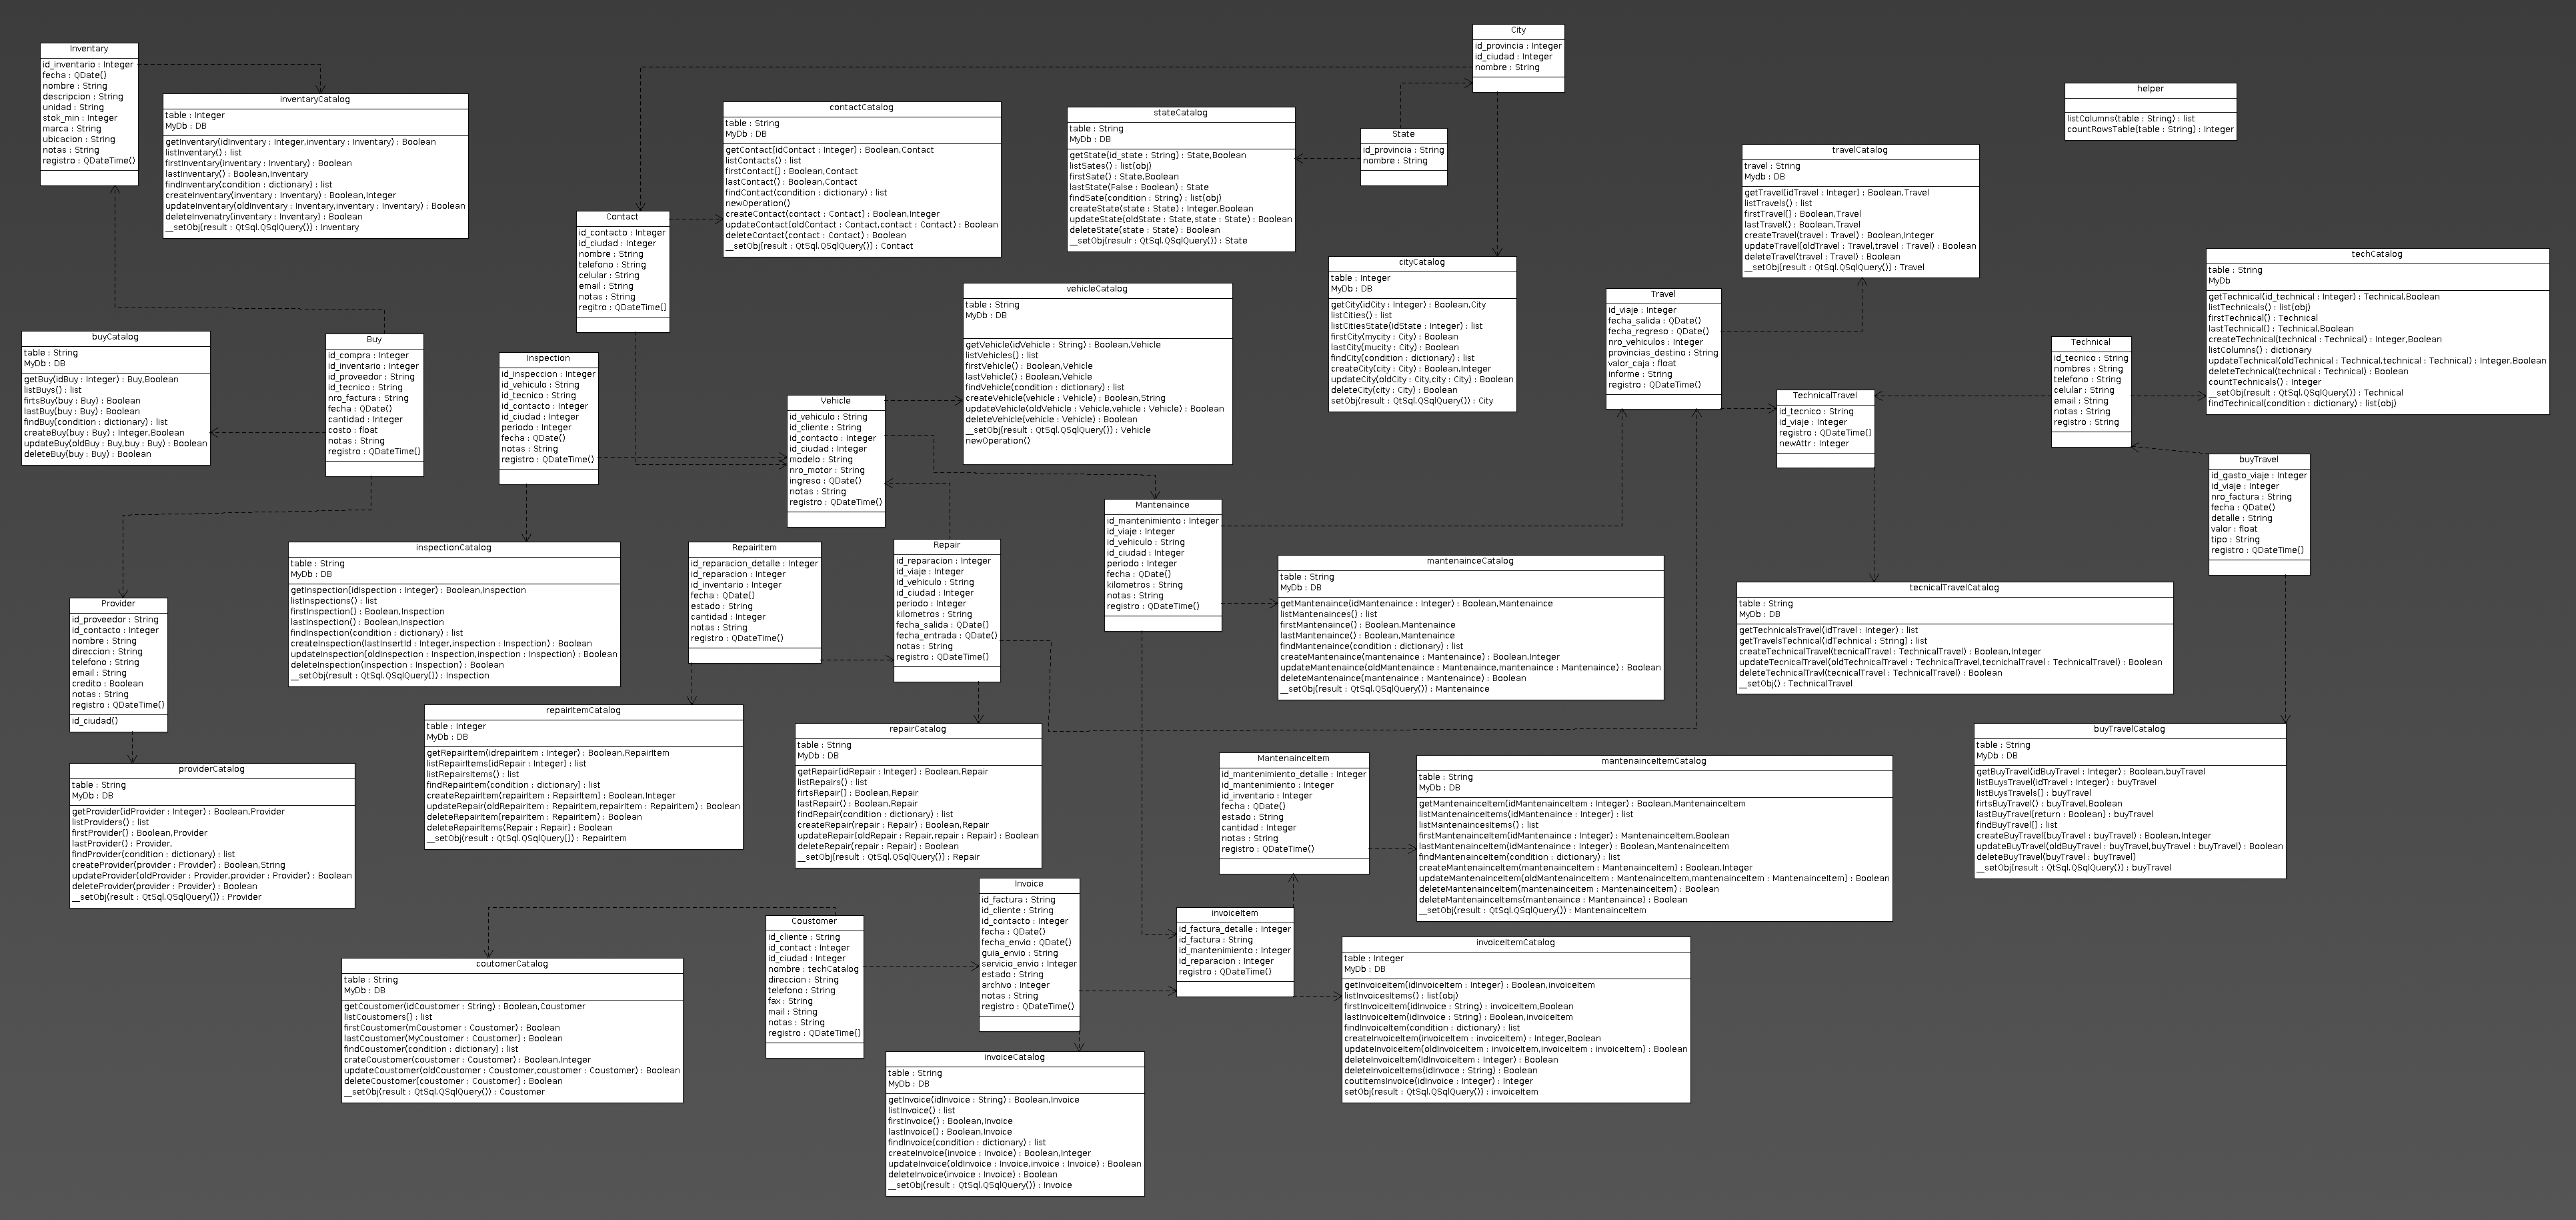 City
id_provincia : Integer
id_ciudad : Integer
nombre : String
Inventary
id_inventario : Integer
fecha : QDate()
nombre : String
descripcion : String
unidad : String
stok_min : Integer
marca : String
ubicacion : String
notas : String
registro : QDateTime()
inventaryCatalog
table : Integer
MyDb : DB
getInventary(idInventary : Integer,inventary : Inventary) : Boolean
listInventary() : list
firstInventary(inventary : Inventary) : Boolean
lastInventary() : Boolean,Inventary
findInventary(condition : dictionary) : list
createInventary(inventary : Inventary) : Boolean,Integer
updateInventary(oldInventary : Inventary,inventary : Inventary) : Boolean
deleteInvenatry(inventary : Inventary) : Boolean
__setObj(result : QtSql.QSqlQuery()) : Inventary
contactCatalog
table : String
MyDb : DB
getContact(idContact : Integer) : Boolean,Contact
listContacts() : list
firstContact() : Boolean,Contact
lastContact() : Boolean,Contact
findContact(condition : dictionary) : list
newOperation()
createContact(contact : Contact) : Boolean,Integer
updateContact(oldContact : Contact,contact : Contact) : Boolean
deleteContact(contact : Contact) : Boolean
__setObj(result : QtSql.QSqlQuery()) : Contact
stateCatalog
table : String
MyDb : DB
getState(id_state : String) : State,Boolean
listSates() : list(obj)
firstSate() : State,Boolean
lastState(False : Boolean) : State
findSate(condition : String) : list(obj)
createState(state : State) : Integer,Boolean
updateState(oldState : State,state : State) : Boolean
deleteState(state : State) : Boolean
__setObj(resulr : QtSql.QSqlQuery()) : State
State
id_provincia : String
nombre : String
helper
listColumns(table : String) : list
countRowsTable(table : String) : Integer
travelCatalog
travel : String
Mydb : DB
getTravel(idTravel : Integer) : Boolean,Travel
listTravels() : list
firstTravel() : Boolean,Travel
lastTravel() : Boolean,Travel
createTravel(travel : Travel) : Boolean,Integer
updateTravel(oldTravel : Travel,travel : Travel) : Boolean
deleteTravel(travel : Travel) : Boolean
__setObj(result : QtSql.QSqlQuery()) : Travel
Contact
id_contacto : Integer
id_ciudad : Integer
nombre : String
telefono : String
celular : String
email : String
notas : String
regitro : QDateTime()
techCatalog
table : String
MyDb
getTechnical(id_technical : Integer) : Technical,Boolean
listTechnicals() : list(obj)
firstTechnical() : Technical
lastTechnical() : Technical,Boolean
createTechnical(technical : Technical) : Integer,Boolean
listColumns() : dictionary
updateTechnical(oldTechnical : Technical,technical : Technical) : Integer,Boolean
deleteTechnical(technical : Technical) : Boolean
countTechnicals() : Integer
__setObj(result : QtSql.QSqlQuery()) : Technical
findTechnical(condition : dictionary) : list(obj)
cityCatalog
table : Integer
MyDb : DB
getCity(idCity : Integer) : Boolean,City
listCities() : list
listCitiesState(idState : Integer) : list
firstCity(mycity : City) : Boolean
lastCity(mucity : City) : Boolean
findCity(condition : dictionary) : list
createCity(city : City) : Boolean,Integer
updateCity(oldCity : City,city : City) : Boolean
deleteCity(city : City) : Boolean
setObj(result : QtSql.QSqlQuery()) : City
vehicleCatalog
table : String
MyDb : DB
getVehicle(idVehicle : String) : Boolean,Vehicle
listVehicles() : list
firstVehicle() : Boolean,Vehicle
lastVehicle() : Boolean,Vehicle
findVehicle(condition : dictionary) : list
createVehicle(vehicle : Vehicle) : Boolean,String
updateVehicle(oldVehicle : Vehicle,vehicle : Vehicle) : Boolean
deleteVehicle(vehicle : Vehicle) : Boolean
__setObj(result : QtSql.QSqlQuery()) : Vehicle
newOperation()
Travel
id_viaje : Integer
fecha_salida : QDate()
fecha_regreso : QDate()
nro_vehiculos : Integer
provincias_destino : String
valor_caja : float
informe : String
registro : QDateTime()
buyCatalog
table : String
MyDb : DB
getBuy(idBuy : Integer) : Buy,Boolean
listBuys() : list
firtsBuy(buy : Buy) : Boolean
lastBuy(buy : Buy) : Boolean
findBuy(condition : dictionary) : list
createBuy(buy : Buy) : Integer,Boolean
updateBuy(oldBuy : Buy,buy : Buy) : Boolean
deleteBuy(buy : Buy) : Boolean
Buy
id_compra : Integer
id_inventario : Integer
id_proveedor : String
id_tecnico : String
nro_factura : String
fecha : QDate()
cantidad : Integer
costo : float
notas : String
registro : QDateTime()
Inspection
id_inspeccion : Integer
id_vehiculo : String
id_tecnico : String
id_contacto : Integer
id_ciudad : Integer
periodo : Integer
fecha : QDate()
notas : String
registro : QDateTime()
Technical
id_tecnico : String
nombres : String
telefono : String
celular : String
email : String
notas : String
registro : String
Vehicle
id_vehiculo : String
id_cliente : String
id_contacto : Integer
id_ciudad : Integer
modelo : String
nro_motor : String
ingreso : QDate()
notas : String
registro : QDateTime()
TechnicalTravel
id_tecnico : String
id_viaje : Integer
registro : QDateTime()
newAttr : Integer
buyTravel
id_gasto_viaje : Integer
id_viaje : Integer
nro_factura : String
fecha : QDate()
detalle : String
valor : float
tipo : String
registro : QDateTime()
Mantenaince
id_mantenimiento : Integer
id_viaje : Integer
id_vehiculo : String
id_ciudad : Integer
periodo : Integer
fecha : QDate()
kilometros : String
notas : String
registro : QDateTime()
inspectionCatalog
table : String
MyDb : DB
getInspection(idIspection : Integer) : Boolean,Inspection
listInspections() : list
firstInspection() : Boolean,Inspection
lastInspection() : Boolean,Inspection
findInspection(condition : dictionary) : list
createInspection(lastInsertId : Integer,inspection : Inspection) : Boolean
updateInspection(oldInspection : Inspection,inspection : Inspection) : Boolean
deleteInspection(inspection : Inspection) : Boolean
__setObj(result : QtSql.QSqlQuery()) : Inspection
RepairItem
id_reparacion_detalle : Integer
id_reparacion : Integer
id_inventario : Integer
fecha : QDate()
estado : String
cantidad : Integer
notas : String
registro : QDateTime()
Repair
id_reparacion : Integer
id_viaje : Integer
id_vehiculo : String
id_ciudad : Integer
periodo : Integer
kilometros : String
fecha_salida : QDate()
fecha_entrada : QDate()
notas : String
registro : QDateTime()
mantenainceCatalog
table : String
MyDb : DB
getMantenaince(idMantenaince : Integer) : Boolean,Mantenaince
listMantenainces() : list
firstMantenaince() : Boolean,Mantenaince
lastMantenaince() : Boolean,Mantenaince
findMantenaince(condition : dictionary) : list
createMantenaince(mantenaince : Mantenaince) : Boolean,Integer
updateMantenaince(oldMantenaince : Mantenaince,mantenaince : Mantenaince) : Boolean
deleteMantenaince(mantenaince : Mantenaince) : Boolean
__setObj(result : QtSql.QSqlQuery()) : Mantenaince
tecnicalTravelCatalog
table : String
MyDb : DB
getTechnicalsTravel(idTravel : Integer) : list
getTravelsTechnical(idTechnical : String) : list
createTechnicalTravel(tecnicalTravel : TechnicalTravel) : Boolean,Integer
updateTecnicalTravel(oldTechnicalTravel : TechnicalTravel,tecnichalTravel : TechnicalTravel) : Boolean
deleteTechnicalTravl(tecnicalTravel : TechnicalTravel) : Boolean
__setObj() : TechnicalTravel
Provider
id_proveedor : String
id_contacto : Integer
nombre : String
direccion : String
telefono : String
email : String
credito : Boolean
notas : String
registro : QDateTime()
id_ciudad()
repairItemCatalog
table : Integer
MyDb : DB
getRepairItem(idrepairItem : Integer) : Boolean,RepairItem
listRepairItems(idRepair : Integer) : list
listRepairsItems() : list
findRepairItem(condition : dictionary) : list
createRepairItem(repairItem : RepairItem) : Boolean,Integer
updateRepair(oldRepairItem : RepairItem,repairItem : RepairItem) : Boolean
deleteRepairItem(repairItem : RepairItem) : Boolean
deleteRepairItems(Repair : Repair) : Boolean
__setObj(result : QtSql.QSqlQuery()) : RepairItem
repairCatalog
table : String
MyDb : DB
getRepair(idRepair : Integer) : Boolean,Repair
listRepairs() : list
firtsRepair() : Boolean,Repair
lastRepair() : Boolean,Repair
findRepair(condition : dictionary) : list
createRepair(repair : Repair) : Boolean,Repair
updateRepair(oldRepair : Repair,repair : Repair) : Boolean
deleteRepair(repair : Repair) : Boolean
__setObj(result : QtSql.QSqlQuery()) : Repair
buyTravelCatalog
table : String
MyDb : DB
getBuyTravel(idBuyTravel : Integer) : Boolean,buyTravel
listBuysTravel(idTravel : Integer) : buyTravel
listBuysTravels() : buyTravel
firtsBuyTravel() : buyTravel,Boolean
lastBuyTravel(return : Boolean) : buyTravel
findBuyTravel() : list
createBuyTravel(buyTravel : buyTravel) : Boolean,Integer
updateBuyTravel(oldBuyTravel : buyTravel,buyTravel : buyTravel) : Boolean
deleteBuyTravel(buyTravel : buyTravel)
__setObj(result : QtSql.QSqlQuery()) : buyTravel
MantenainceItem
id_mantenimiento_detalle : Integer
id_mantenimiento : Integer
id_inventario : Integer
fecha : QDate()
estado : String
cantidad : Integer
notas : String
registro : QDateTime()
mantenainceItemCatalog
table : String
MyDb : DB
getMantenainceItem(idMantenainceItem : Integer) : Boolean,MantenainceItem
listMantenainceItems(idMantenaince : Integer) : list
listMantenancesItems() : list
firstMantenainceItem(idMantenaince : Integer) : MantenainceItem,Boolean
lastMantenainceItem(idMantenaince : Integer) : Boolean,MantenainceItem
findMantenainceItem(condition : dictionary) : list
createMantenainceItem(mantenainceItem : MantenainceItem) : Boolean,Integer
updateMantenainceItem(oldMantenainceItem : MantenainceItem,mantenainceItem : MantenainceItem) : Boolean
deleteMantenainceItem(mantenainceitem : MantenainceItem) : Boolean
deleteMantenainceItems(mantenaince : Mantenaince) : Boolean
__setObj(result : QtSql.QSqlQuery()) : MantenainceItem
providerCatalog
table : String
MyDb : DB
getProvider(idProvider : Integer) : Boolean,Provider
listProviders() : list
firstProvider() : Boolean,Provider
lastProvider() : Provider,
findProvider(condition : dictionary) : list
createProvider(provider : Provider) : Boolean,String
updateProvider(oldProvider : Provider,provider : Provider) : Boolean
deleteProvider(provider : Provider) : Boolean
__setObj(result : QtSql.QSqlQuery()) : Provider
Invoice
id_factura : String
id_cliente : String
id_contacto : Integer
fecha : QDate()
fecha_envio : QDate()
guia_envio : String
servicio_envio : Integer
estado : String
archivo : Integer
notas : String
registro : QDateTime()
invoiceItem
id_factura_detalle : Integer
id_factura : String
id_mantenimiento : Integer
id_reparacion : Integer
registro : QDateTime()
Coustomer
id_cliente : String
id_contact : Integer
id_ciudad : Integer
nombre : techCatalog
direccion : String
telefono : String
fax : String
mail : String
notas : String
registro : QDateTime()
invoiceItemCatalog
table : Integer
MyDb : DB
getInvoiceItem(idInvoiceItem : Integer) : Boolean,invoiceItem
listInvoicesItems() : list(obj)
firstInvoiceItem(idInvoice : String) : invoiceItem,Boolean
lastInvoiceItem(idInvoice : String) : Boolean,invoiceItem
findInvoiceItem(condition : dictionary) : list
createInvoiceItem(invoiceItem : invoiceItem) : Integer,Boolean
updateInvoiceItem(oldInvoiceItem : invoiceItem,invoiceItem : invoiceItem) : Boolean
deleteInvoiceItem(IdInvoiceItem : Integer) : Boolean
deleteInvoiceItems(idInvoce : String) : Boolean
coutItemsInvoice(idInvoice : Integer) : Integer
setObj(result : QtSql.QSqlQuery()) : invoiceItem
coutomerCatalog
table : String
MyDb : DB
getCoustomer(idCoustomer : String) : Boolean,Coustomer
listCoustomers() : list
firstCoustomer(mCoustomer : Coustomer) : Boolean
lastCoustomer(MyCoustomer : Coustomer) : Boolean
findCoustomer(condition : dictionary) : list
crateCoustomer(coustomer : Coustomer) : Boolean,Integer
updateCoustomer(oldCoustomer : Coustomer,coustomer : Coustomer) : Boolean
deleteCoustomer(coustomer : Coustomer) : Boolean
__setObj(result : QtSql.QSqlQuery()) : Coustomer
invoiceCatalog
table : String
MyDb : DB
getInvoice(idInvoice : String) : Boolean,Invoice
listInvoice() : list
firstInvoice() : Boolean,Invoice
lastInvoice() : Boolean,Invoice
findInvoice(condition : dictionary) : list
createInvoice(invoice : Invoice) : Boolean,Integer
updateInvoice(oldInvoice : Invoice,invoice : Invoice) : Boolean
deleteInvoice(invoice : Invoice) : Boolean
__setObj(result : QtSql.QSqlQuery()) : Invoice